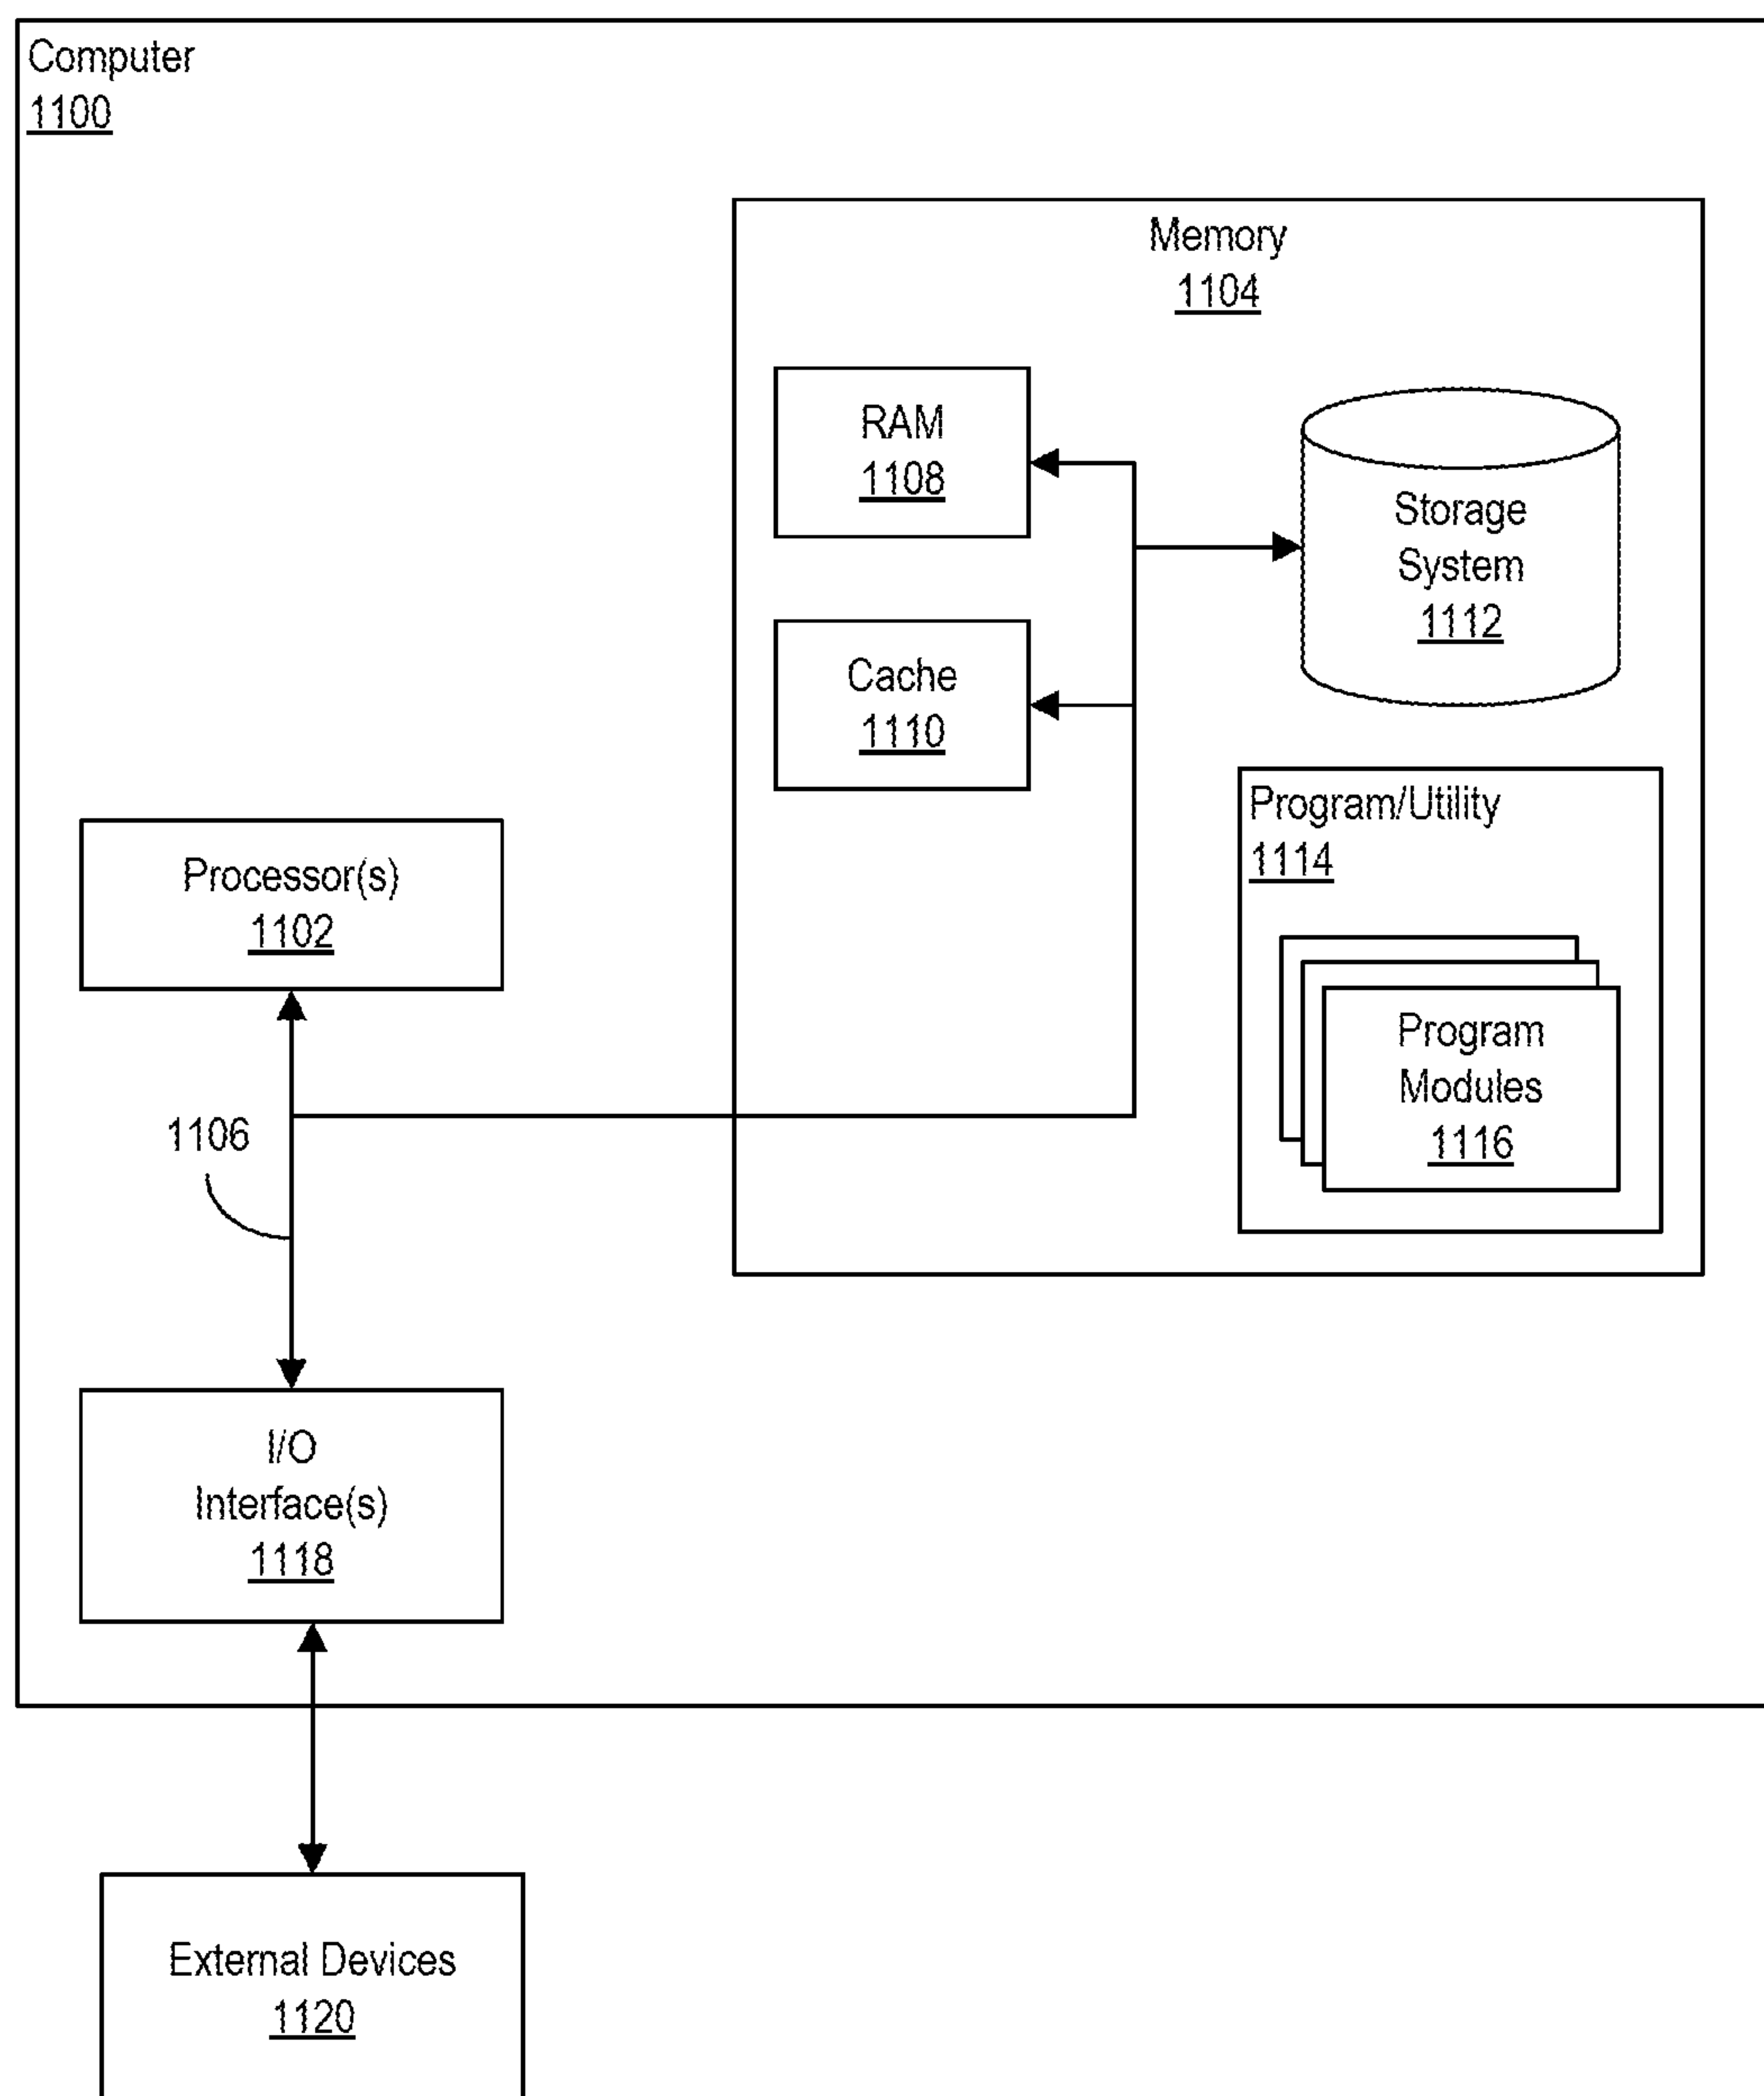 Computer
1100
Memory
1104
RAM
1108
Storage
System
1112
Cache
1110
Program/Utility
1114
Processor(s)
1102
Program
Modules
1116
1106
I/O
Interface(s)
1118
External Devices
1120